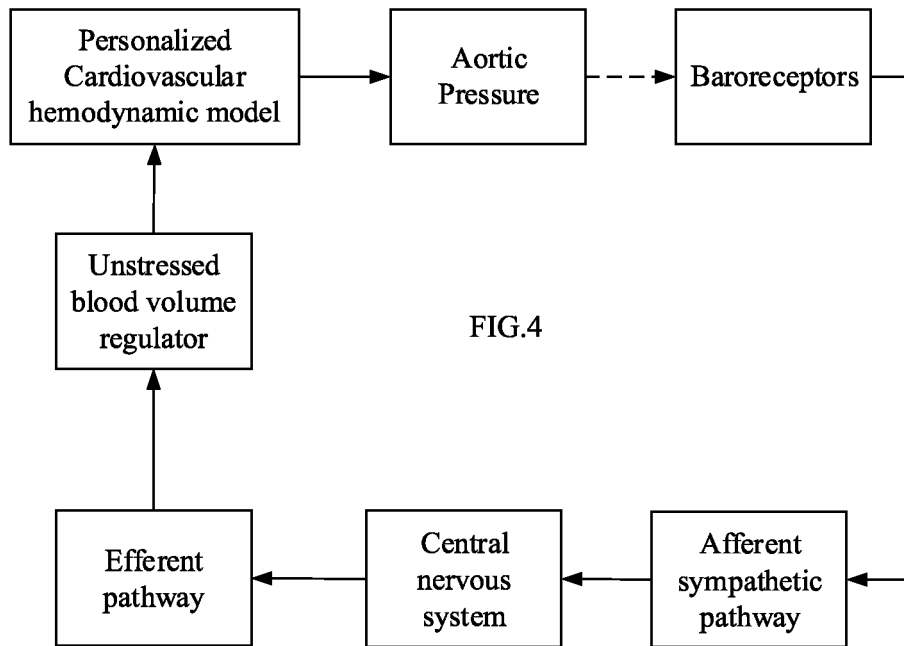 Personalized
Cardiovascular
hemodynamic model
Aortic
Pressure
Baroreceptors
Unstressed
blood volume
regulator
FIG.4
Efferent
pathway
Central
nervous
system
Afferent
sympathetic
pathway